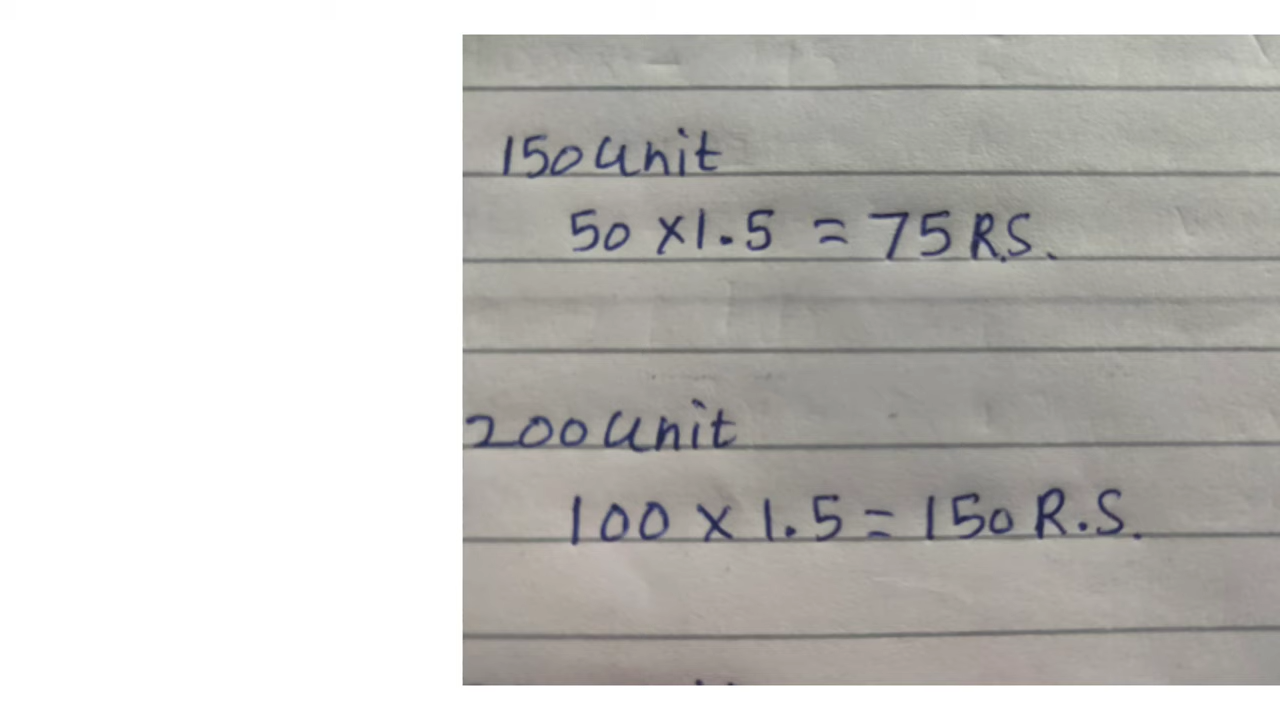 150 unit
50 x 1.5 = 75 R.S.
200 unit
100 x 1.5 = 150 R.S.